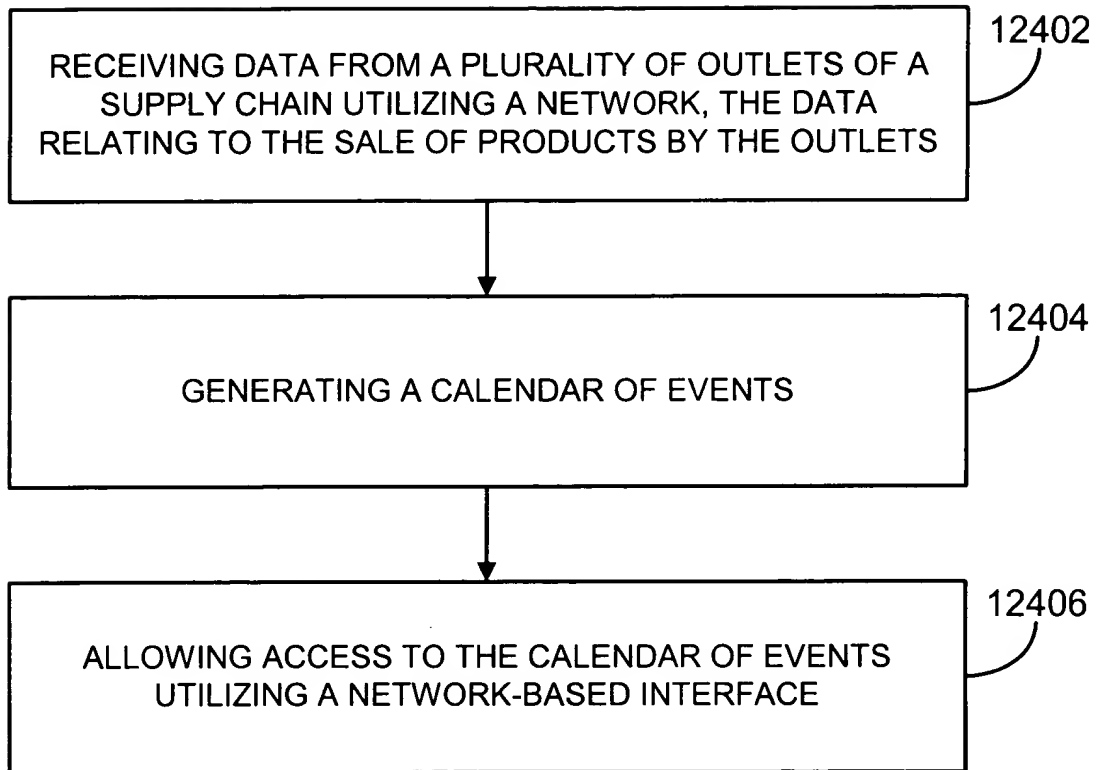 12402
RECEIVING DATA FROM A PLURALITY OF OUTLETS OF A
SUPPLY CHAIN UTILIZING A NETWORK, THE DATA
RELATING TO THE SALE OF PRODUCTS BY THE OUTLETS
12404
GENERATING A CALENDAR OF EVENTS
12406
ALLOWING ACCESS TO THE CALENDAR OF EVENTS
UTILIZING A NETWORK-BASED INTERFACE